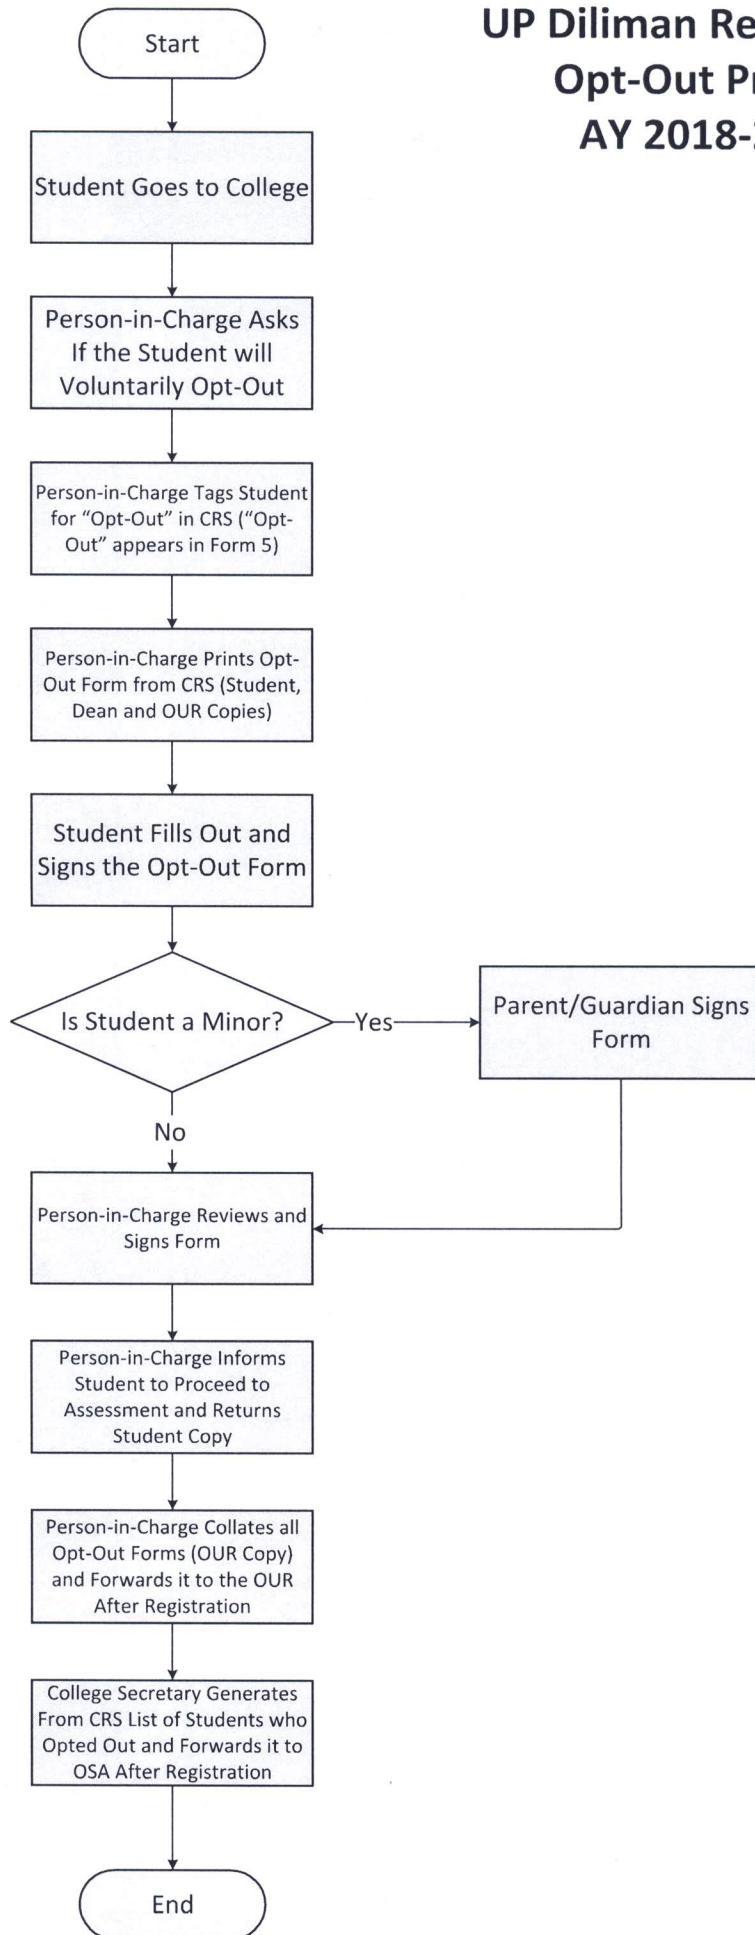 UP Diliman Re
Opt-Out Pr
AY 2018-
Start
Student Goes to College
Person-in-Charge Asks
If the Student will
Voluntarily Opt-Out
Person-in-Charge Tags Student
for “Opt-Out” in CRS (“Opt-
Out” appears in Form 5)
Person-in-Charge Prints Opt-
Out Form from CRS (Student,
Dean and OUR Copies)
Student Fills Out and
Signs the Opt-Out Form
Is Student a Minor?
Yes
Parent/Guardian Signs
Form
No
Person-in-Charge Reviews and
Signs Form
Person-in-Charge Informs
Student to Proceed to
Assessment and Returns
Student Copy
Person-in-Charge Collates all
Opt-Out Forms (OUR Copy)
and Forwards it to the OUR
After Registration
College Secretary Generates
From CRS List of Students who
Opted Out and Forwards it to
OSA After Registration
End